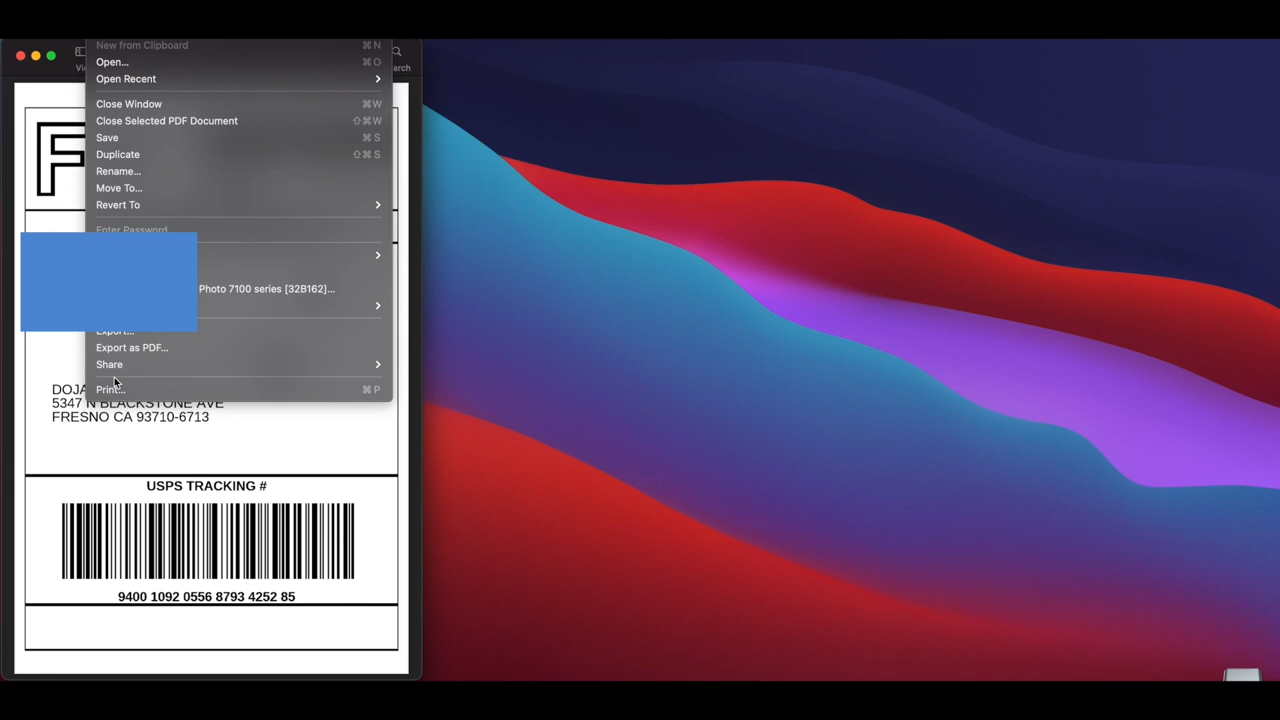 New from Clipboard ⌘ N
Open... ⌘ O
arch
Open Recent
Close Window ⌘ W
Close Selected PDF Document ⇧ ⌘ W
Save ⌘ S
F
Duplicate ⇧ ⌘ S
Rename...
Move To...
Revert To
Enter Password
Photo 7100 series [32B162]...
Export...
Export as PDF...
Share
Print... ⌘ P
DOJA
5347 N BLACKSTONE AVE
FRESNO CA 93710-6713
USPS TRACKING #
9400 1092 0556 8793 4252 85